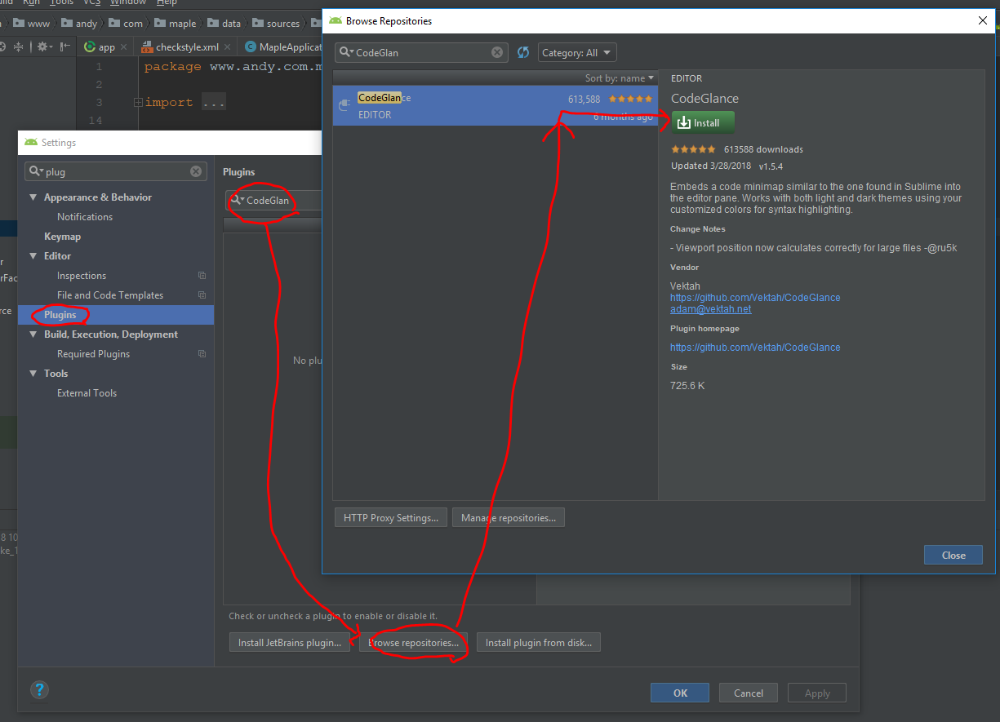 Run Tools VCS Window Help
www andy com maple data sources
app checkstyle.xml MapleApplicat
1 package www.andy.com.m
2
3 import ...
14
Settings
plug
Appearance & Behavior
Notifications
Keymap
Editor
Inspections
File and Code Templates
Plugins
Build, Execution, Deployment
Required Plugins
Tools
External Tools
Plugins
CodeGlan
No plu
Check or uncheck a plugin to enable or disable it.
Install JetBrains plugin...
Browse repositories...
Install plugin from disk...
?
OK
Cancel
Apply
Browse Repositories
CodeGlan
Category: All
Sort by: name
CodeGlance 613,588
EDITOR 6 months ago
EDITOR
CodeGlance
Install
613588 downloads
Updated 3/28/2018 v1.5.4
Embeds a code minimap similar to the one found in Sublime into
the editor pane. Works with both light and dark themes using your
customized colors for syntax highlighting.
Change Notes
- Viewport position now calculates correctly for large files -@ru5k
Vendor
Vektah
https://github.com/Vektah/CodeGlance
adam@vektah.net
Plugin homepage
https://github.com/Vektah/CodeGlance
Size
725.6 K
HTTP Proxy Settings...
Manage repositories...
Close